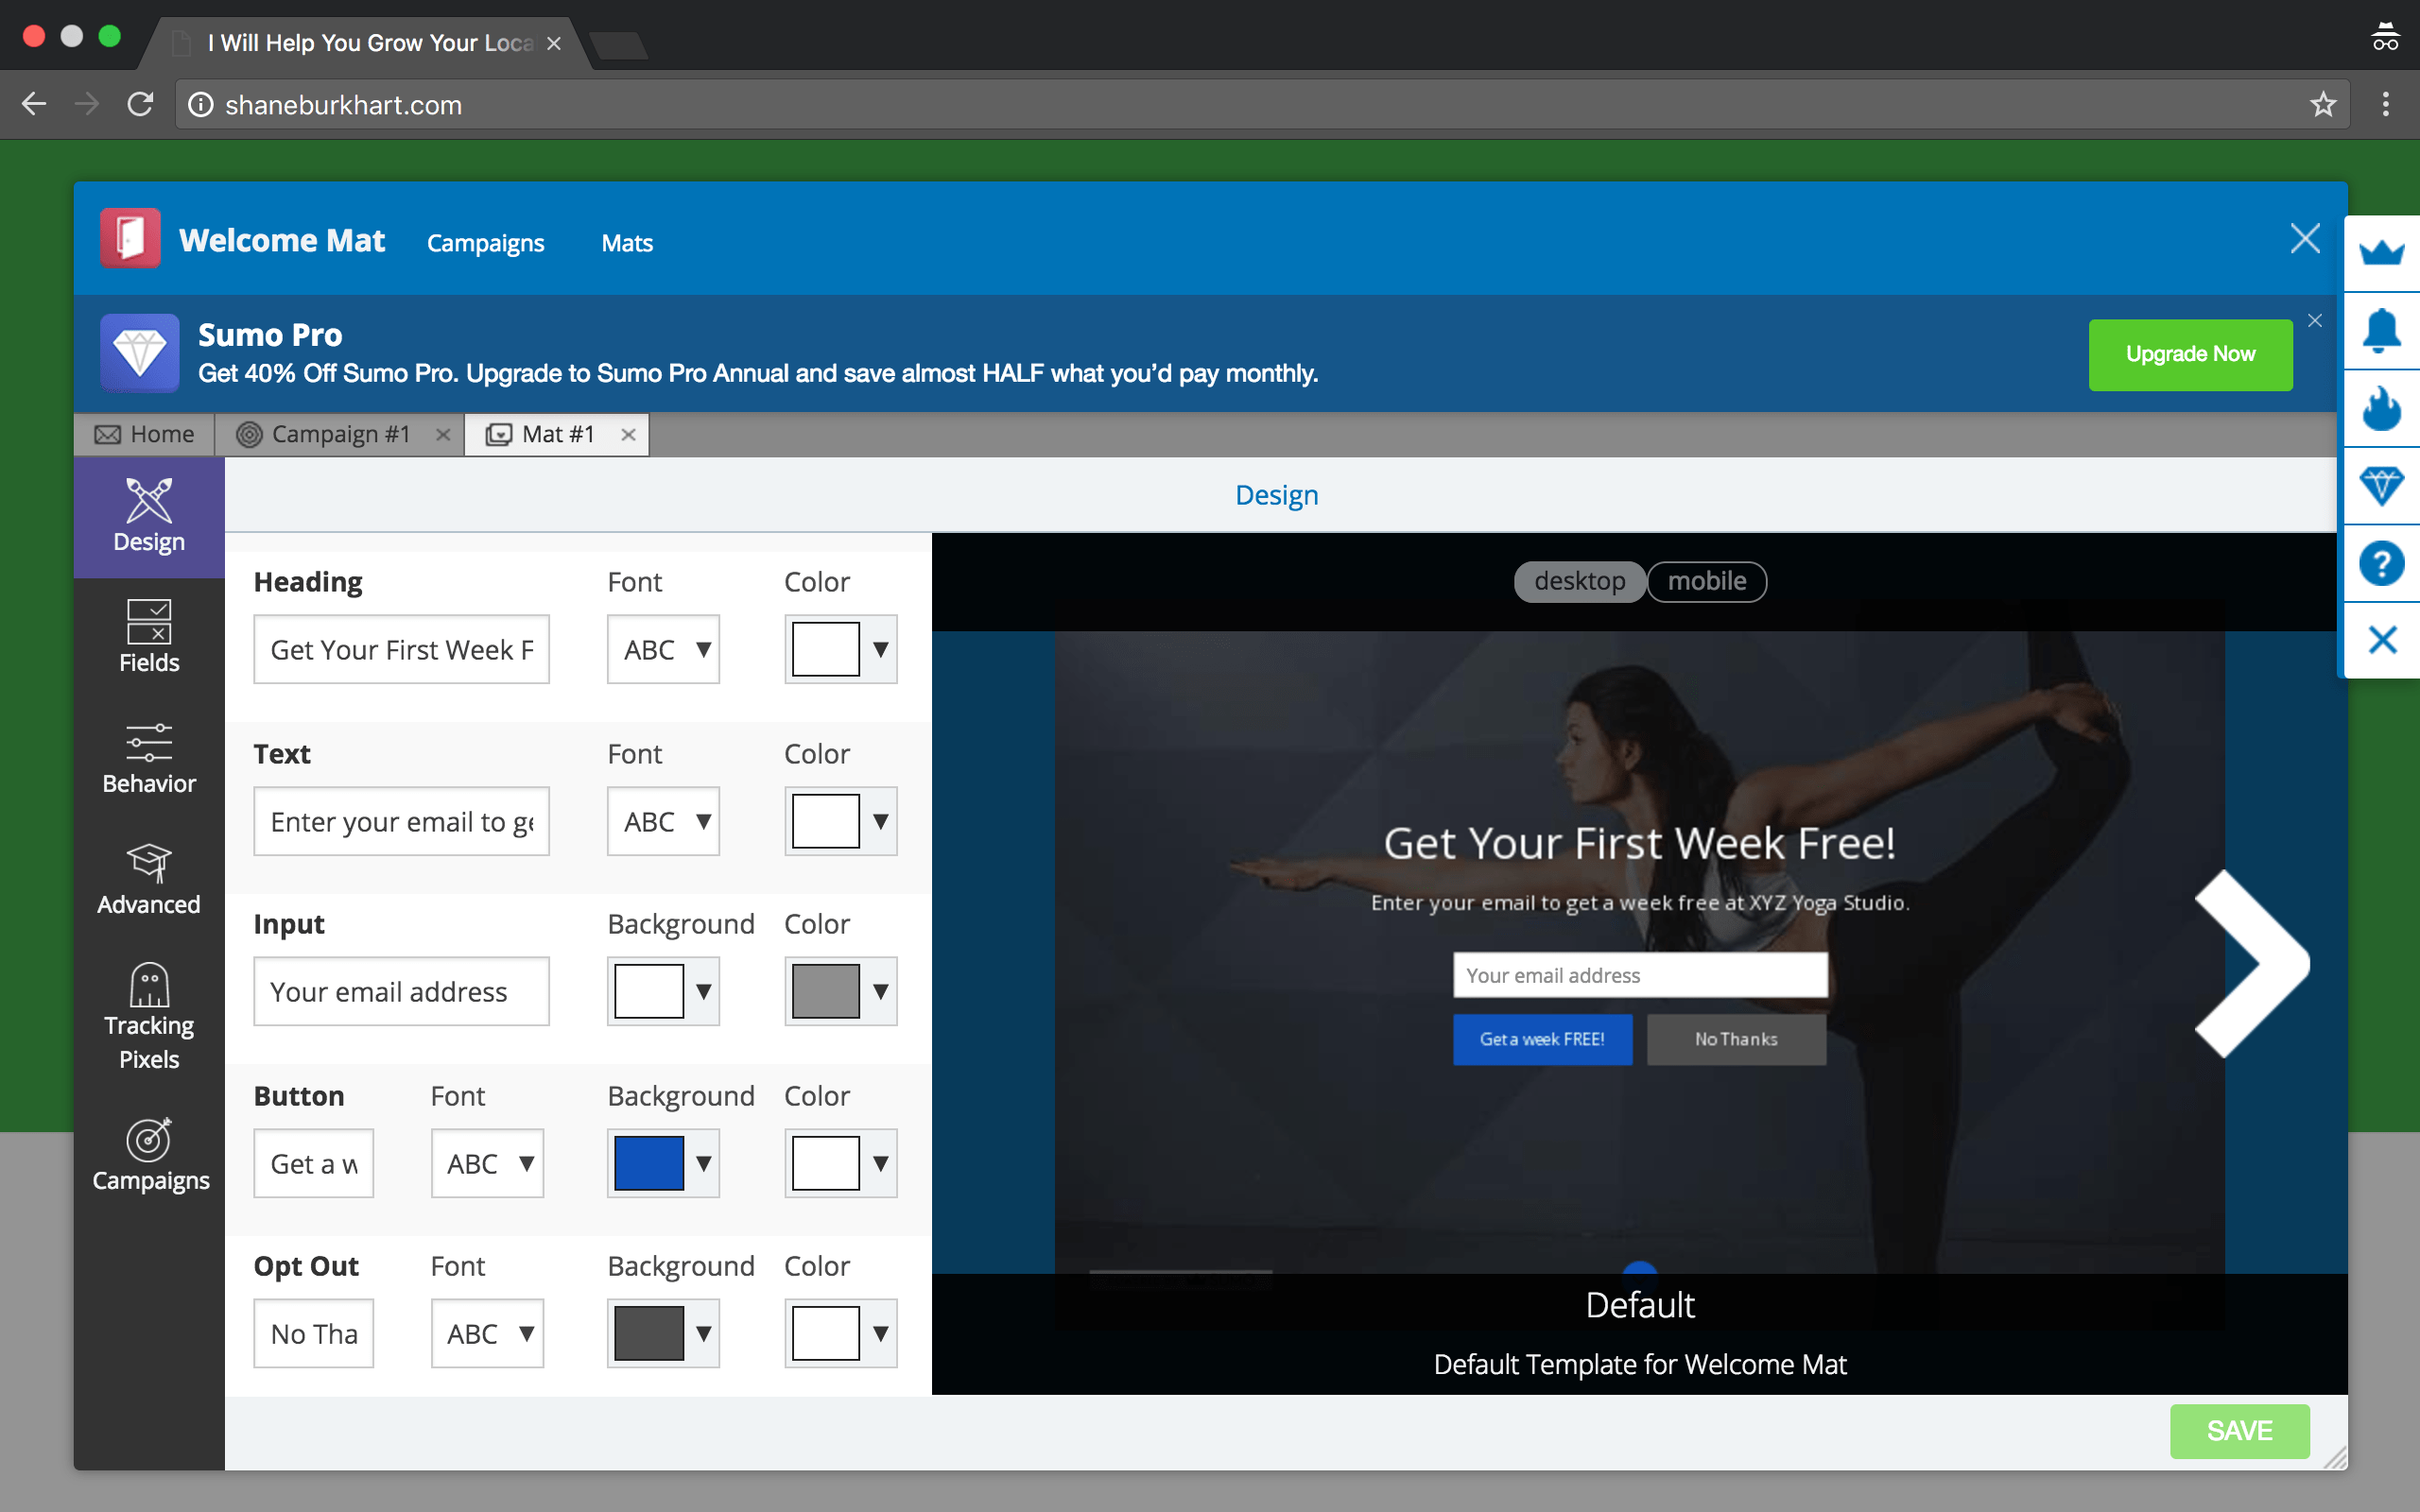 I Will Help You Grow Your Loca
shaneburkhart.com
Welcome Mat Campaigns Mats
Sumo Pro
Get 40% Off Sumo Pro. Upgrade to Sumo Pro Annual and save almost HALF what you’d pay monthly.
Upgrade Now
Home Campaign #1 Mat #1
Design
Design
Fields
Behavior
Advanced
Tracking
Pixels
Campaigns
Heading Font Color
Get Your First Week F ABC
Text Font Color
Enter your email to ge ABC
Input Background Color
Your email address
Button Font Background Color
Get a w ABC
Opt Out Font Background Color
No Tha ABC
desktop mobile
Get Your First Week Free!
Enter your email to get a week free at XYZ Yoga Studio.
Your email address
Get a week FREE! No Thanks
Default
Default Template for Welcome Mat
SAVE